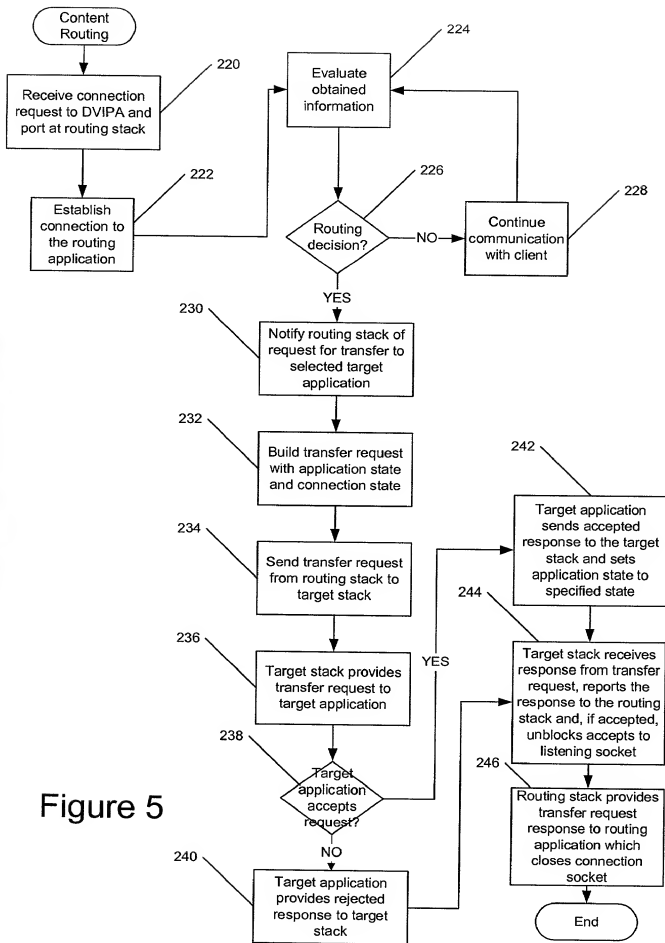 Content
Routing
220
Receive connection
request to DVIPA and
port at routing stack
222
Establish
connection to
the routing
application
224
Evaluate
obtained
information
226
Routing
decision?
NO
228
Continue
communication
with client
YES
230
Notify routing stack of
request for transfer to
selected target
application
232
Build transfer request
with application state
and connection state
234
Send transfer request
from routing stack to
target stack
236
Target stack provides
transfer request to
target application
238
Target
application
accepts
request?
YES
NO
240
Target application
provides rejected
response to target
stack
242
Target application
sends accepted
response to the target
stack and sets
application state to
specified state
244
Target stack receives
response from transfer
request, reports the
response to the routing
stack and, if accepted,
unblocks accepts to
listening socket
246
Routing stack provides
transfer request
response to routing
application which
closes connection
socket
End
Figure 5